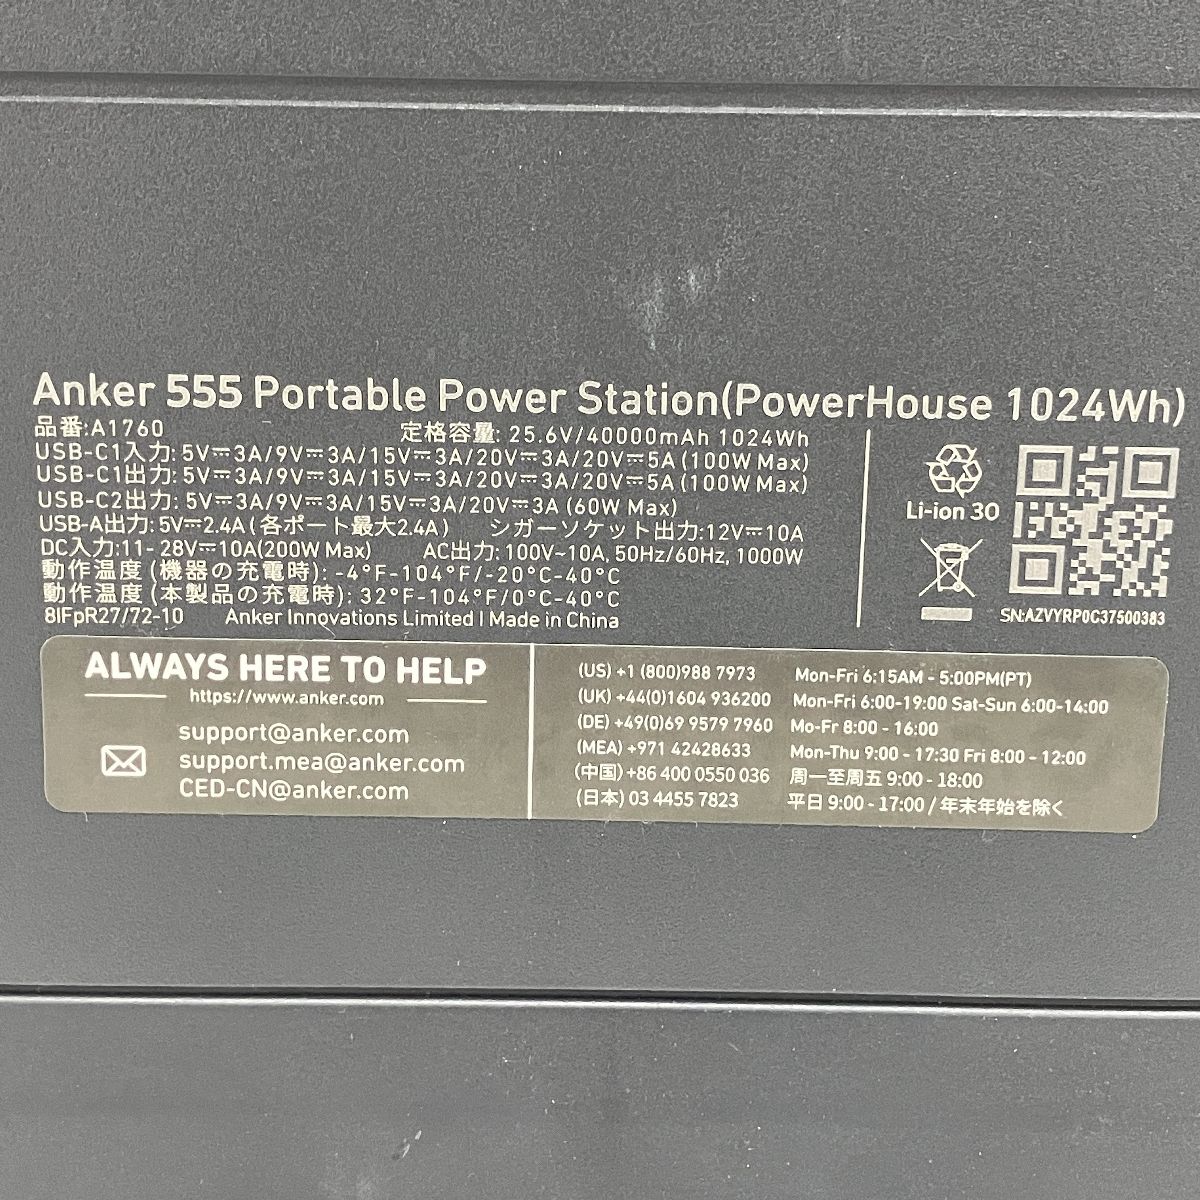 Anker 555 Portable Power Station(PowerHouse 1024Wh)
品番:A1760 定格容量: 25.6V/40000mAh 1024Wh
USB-C1入力: 5V⎓3A/9V⎓3A/15V⎓3A/20V⎓3A/20V⎓5A (100W Max)
USB-C1出力: 5V⎓3A/9V⎓3A/15V⎓3A/20V⎓3A/20V⎓5A (100W Max)
USB-C2出力: 5V⎓3A/9V⎓3A/15V⎓3A/20V⎓3A (60W Max)
USB-A出力: 5V⎓2.4A (各ポート最大2.4A) シガーソケット出力:12V⎓10A
DC入力:11- 28V⎓10A(200W Max) AC出力: 100V~10A, 50Hz/60Hz, 1000W
動作温度 (機器の充電時): -4°F-104°F/-20°C-40°C
動作温度 (本製品の充電時): 32°F-104°F/0°C-40°C
8IFpR27/72-10 Anker Innovations Limited | Made in China
Li-ion 30
SN:AZVYRP0C37500383
ALWAYS HERE TO HELP
https://www.anker.com
support@anker.com
support.mea@anker.com
CED-CN@anker.com
(US) +1 (800)988 7973 Mon-Fri 6:15AM - 5:00PM(PT)
(UK) +44(0)1604 936200 Mon-Fri 6:00-19:00 Sat-Sun 6:00-14:00
(DE) +49(0)69 9579 7960 Mo-Fr 8:00 - 16:00
(MEA) +971 42428633 Mon-Thu 9:00 - 17:30 Fri 8:00 - 12:00
(中国) +86 400 0550 036 周一至周五 9:00 - 18:00
(日本) 03 4455 7823 平日 9:00 - 17:00 / 年末年始を除く